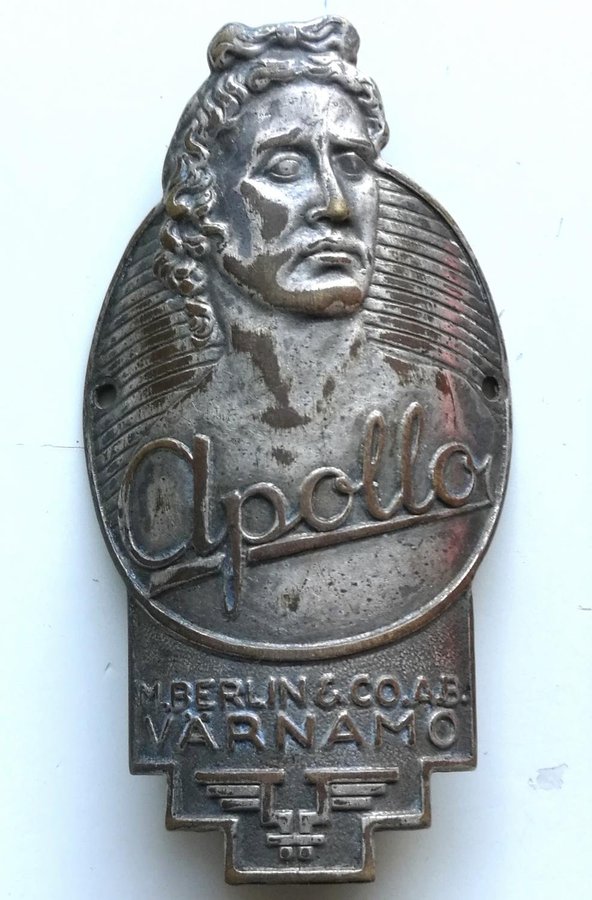 Apollo
M. BERLIN & CO. A.B.
VÄRNAMO